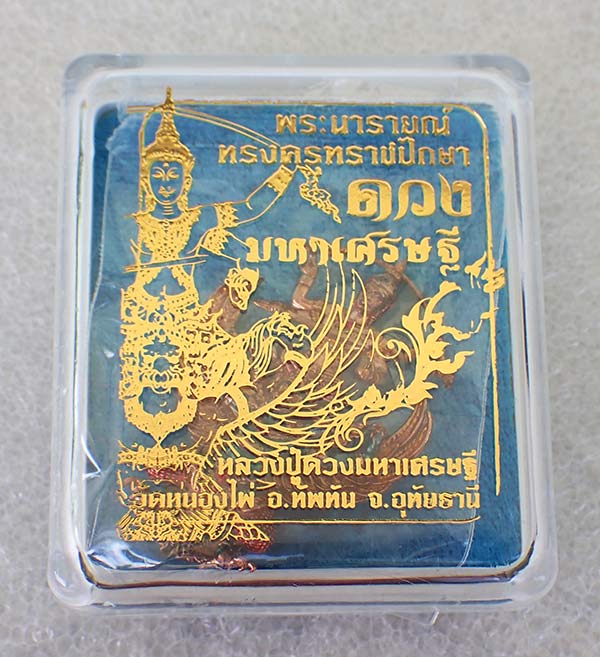 พระนารายณ์
ทรงครุฑราชปักษา
ดวง
มหาเศรษฐี
หลวงปู่ดวงมหาเศรษฐี
วัดหนองไผ่ อ.ทัพทัน จ.อุทัยธานี